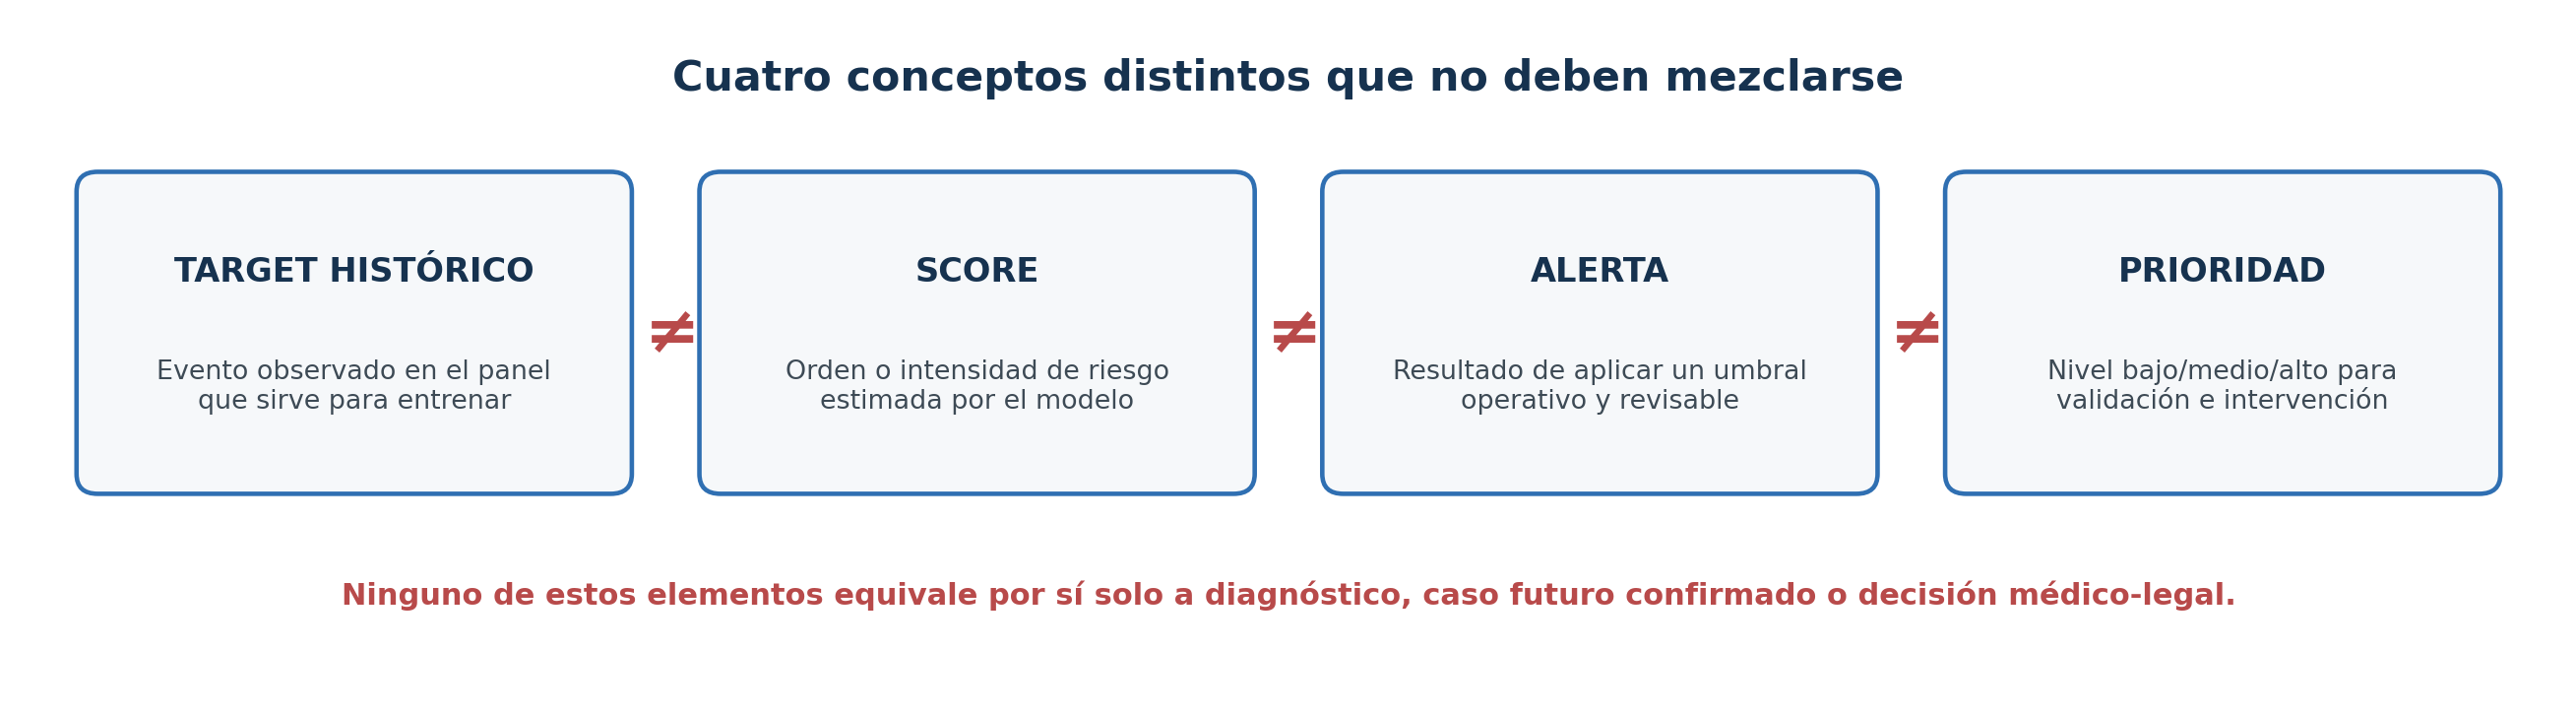 Cuatro conceptos distintos que no deben mezclarse
TARGET HISTÓRICO
Evento observado en el panel
que sirve para entrenar
≠
SCORE
Orden o intensidad de riesgo
estimada por el modelo
≠
ALERTA
Resultado de aplicar un umbral
operativo y revisable
≠
PRIORIDAD
Nivel bajo/medio/alto para
validación e intervención
Ninguno de estos elementos equivale por sí solo a diagnóstico, caso futuro confirmado o decisión médico-legal.